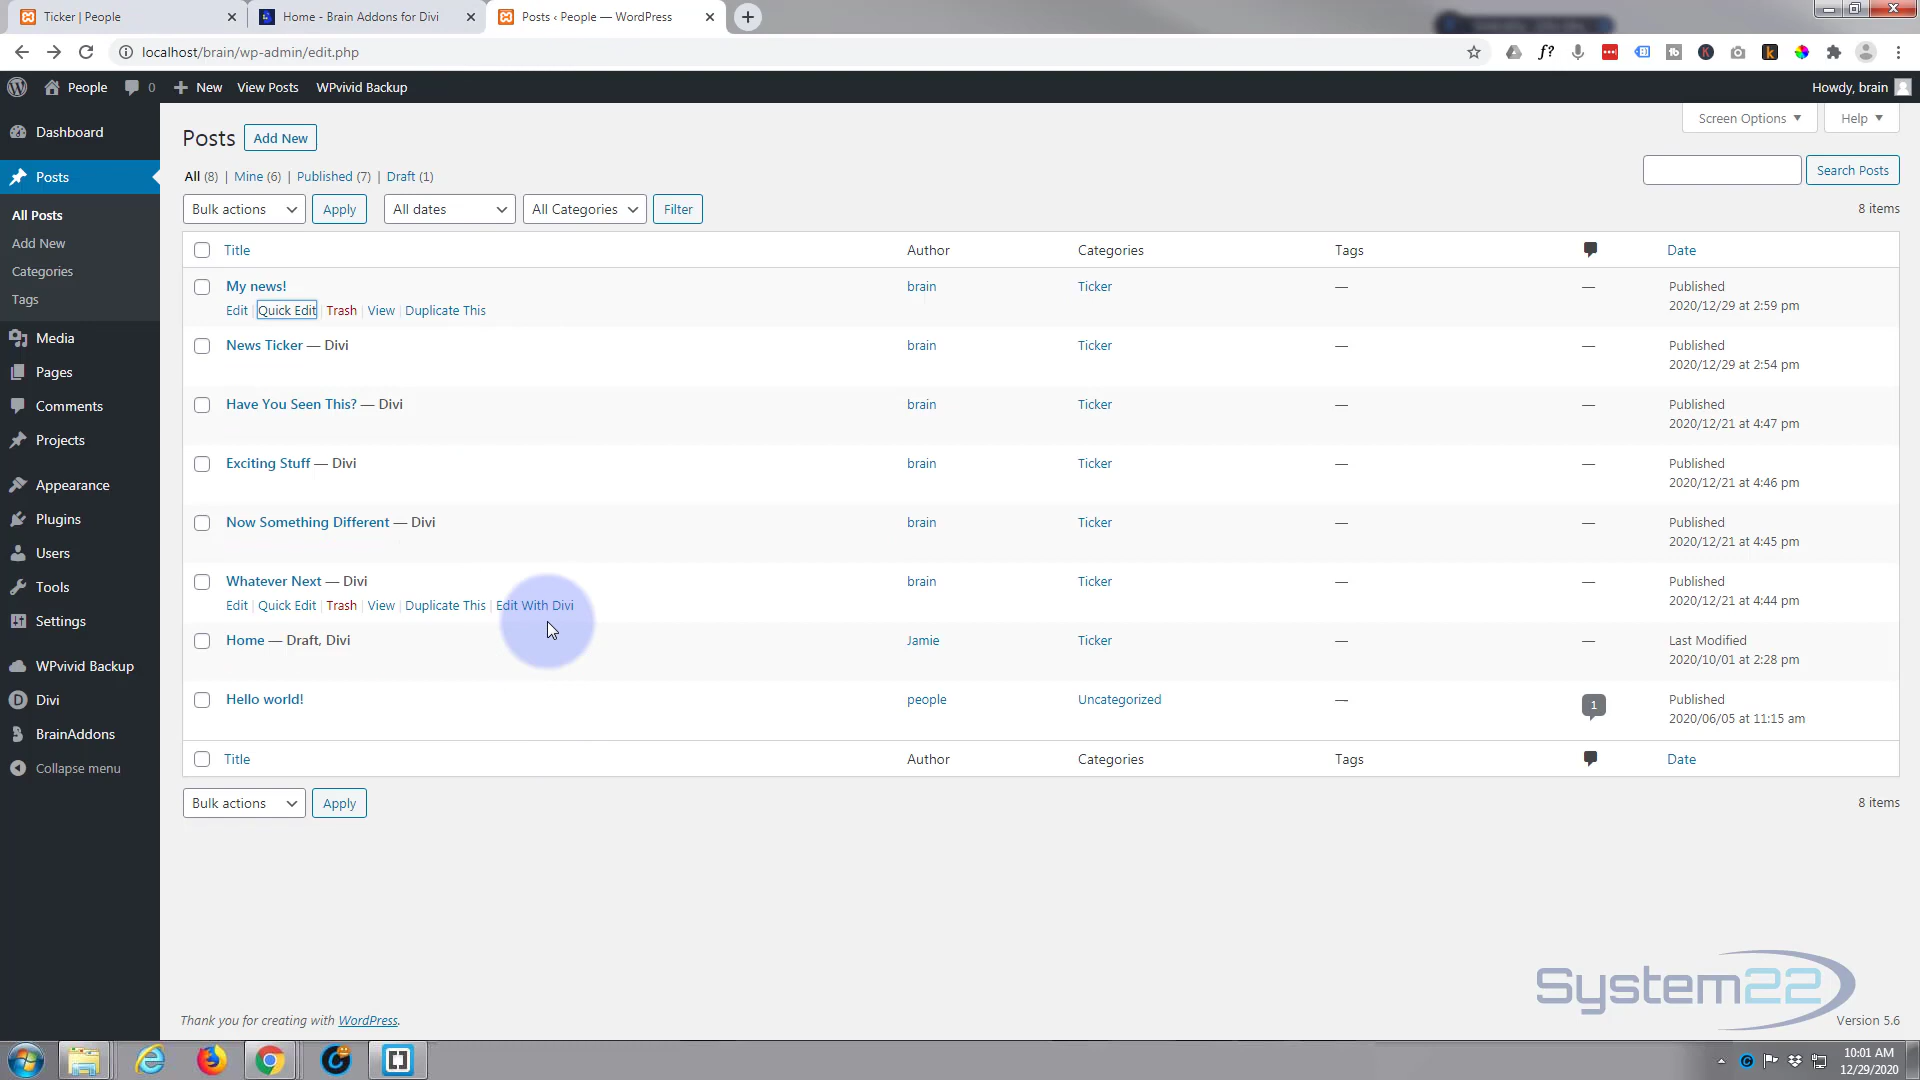 Ticker | People
Home - Brain Addons for Divi
Posts ‹ People — WordPress
localhost/brain/wp-admin/edit.php
People
0
New
View Posts
WPvivid Backup
Howdy, brain
Dashboard
Posts
All Posts
Add New
Categories
Tags
Media
Pages
Comments
Projects
Appearance
Plugins
Users
Tools
Settings
WPvivid Backup
Divi
BrainAddons
Collapse menu
Screen Options
Help
Posts
Add New
All (8) | Mine (6) | Published (7) | Draft (1)
Search Posts
Bulk actions
Apply
All dates
All Categories
Filter
8 items
Title Author Categories Tags Date
My news! brain Ticker — — Published
Edit | Quick Edit | Trash | View | Duplicate This 2020/12/29 at 2:59 pm
News Ticker — Divi brain Ticker — — Published
2020/12/29 at 2:54 pm
Have You Seen This? — Divi brain Ticker — — Published
2020/12/21 at 4:47 pm
Exciting Stuff — Divi brain Ticker — — Published
2020/12/21 at 4:46 pm
Now Something Different — Divi brain Ticker — — Published
2020/12/21 at 4:45 pm
Whatever Next — Divi brain Ticker — — Published
Edit | Quick Edit | Trash | View | Duplicate This | Edit With Divi 2020/12/21 at 4:44 pm
Home — Draft, Divi Jamie Ticker — — Last Modified
2020/10/01 at 2:28 pm
Hello world! people Uncategorized — 1 Published
2020/06/05 at 11:15 am
Title Author Categories Tags Date
Bulk actions
Apply
8 items
System22
Thank you for creating with WordPress.
Version 5.6
10:01 AM
12/29/2020